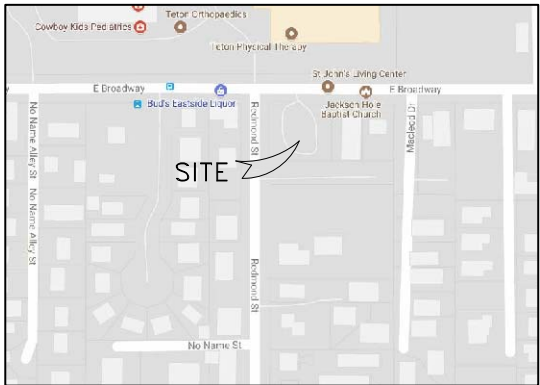 Teton Orthopaedics
Cowboy Kids Pediatrics
Teton Physical Therapy
St John's Living Center
E Broadway
E Broadway
Bud's Eastside Liquor
Jackson Hole
Baptist Church
No Name Alley St
No Name Alley St
Redmond St
Macleod Dr
SITE
Redmond St
No Name St